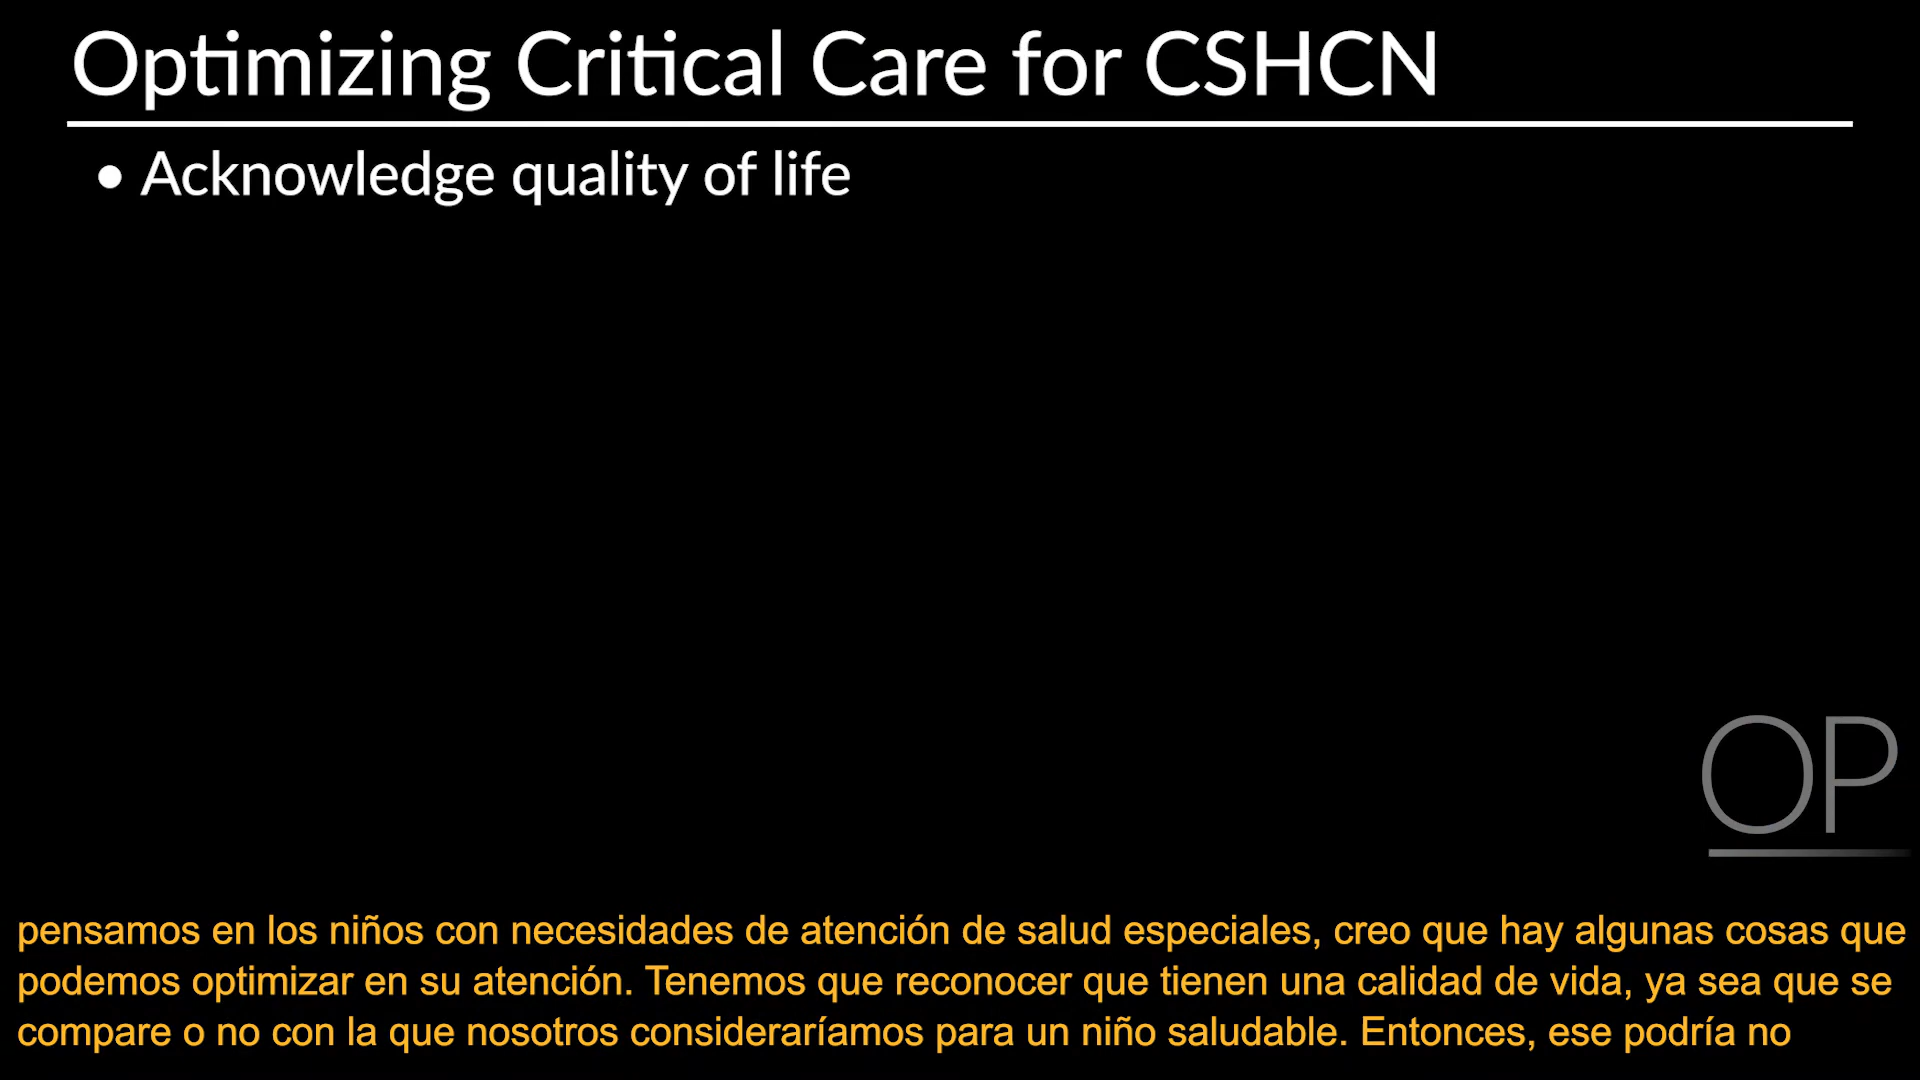 Optimizing Critical Care for CSHCN
• Acknowledge quality of life
OP
pensamos en los niños con necesidades de atención de salud especiales, creo que hay algunas cosas que
podemos optimizar en su atención. Tenemos que reconocer que tienen una calidad de vida, ya sea que se
compare o no con la que nosotros consideraríamos para un niño saludable. Entonces, ese podría no